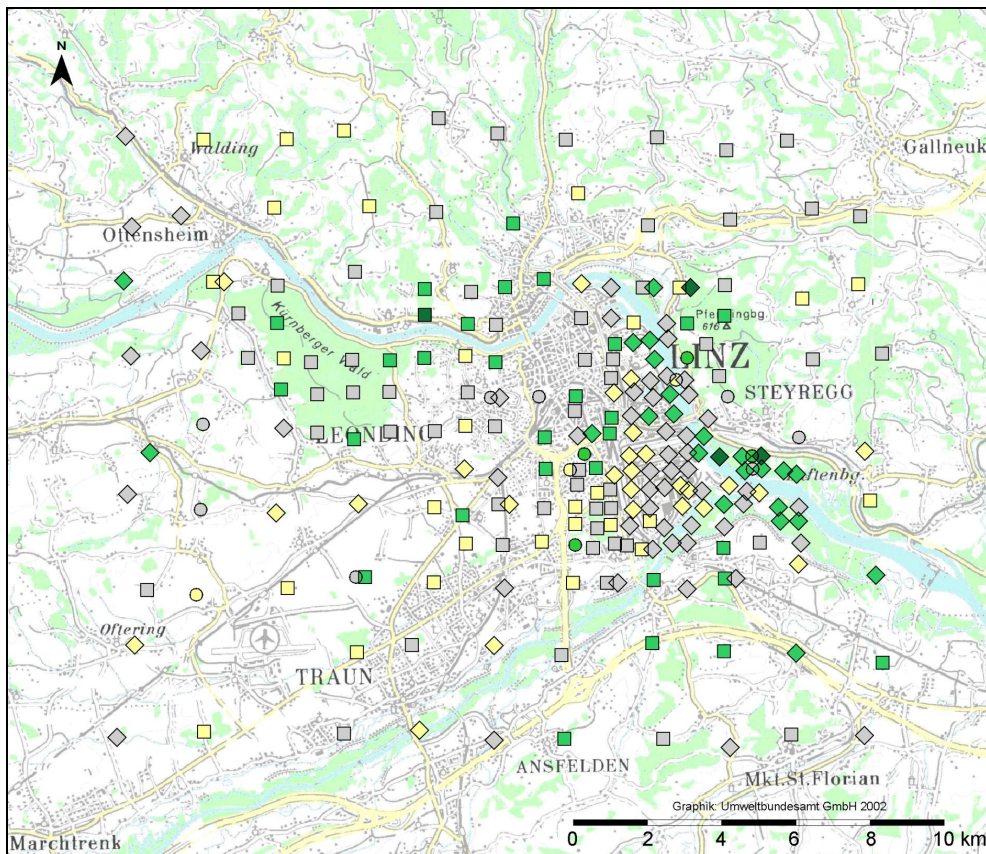 N
Walding
Gallneuk
Ottensheim
Pfenningbg.
616
Kürnberger Wald
LINZ
STEYREGG
LEONDING
Luftenbg.
Oftering
TRAUN
ANSFELDEN
Mkt.St.Florian
Graphik: Umweltbundesamt GmbH 2002
Marchtrenk
0 2 4 6 8 10 km